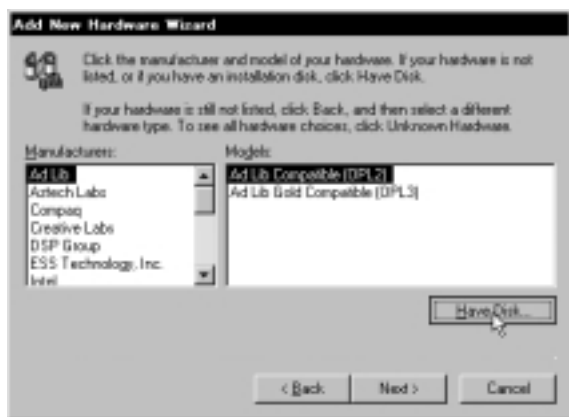 Add New Hardware Wizard
Click the manufacturer and model of your hardware. If your hardware is not
listed, or if you have an installation disk, click Have Disk.
If your hardware is still not listed, click Back, and then select a different
hardware type. To see all hardware choices, click Unknown Hardware.
Manufacturers:
Models:
Ad Lib
Aztech Labs
Compaq
Creative Labs
DSP Group
ESS Technology, Inc.
Intel
Ad Lib Compatible (OPL2)
Ad Lib Gold Compatible (OPL3)
Have Disk...
< Back
Next >
Cancel